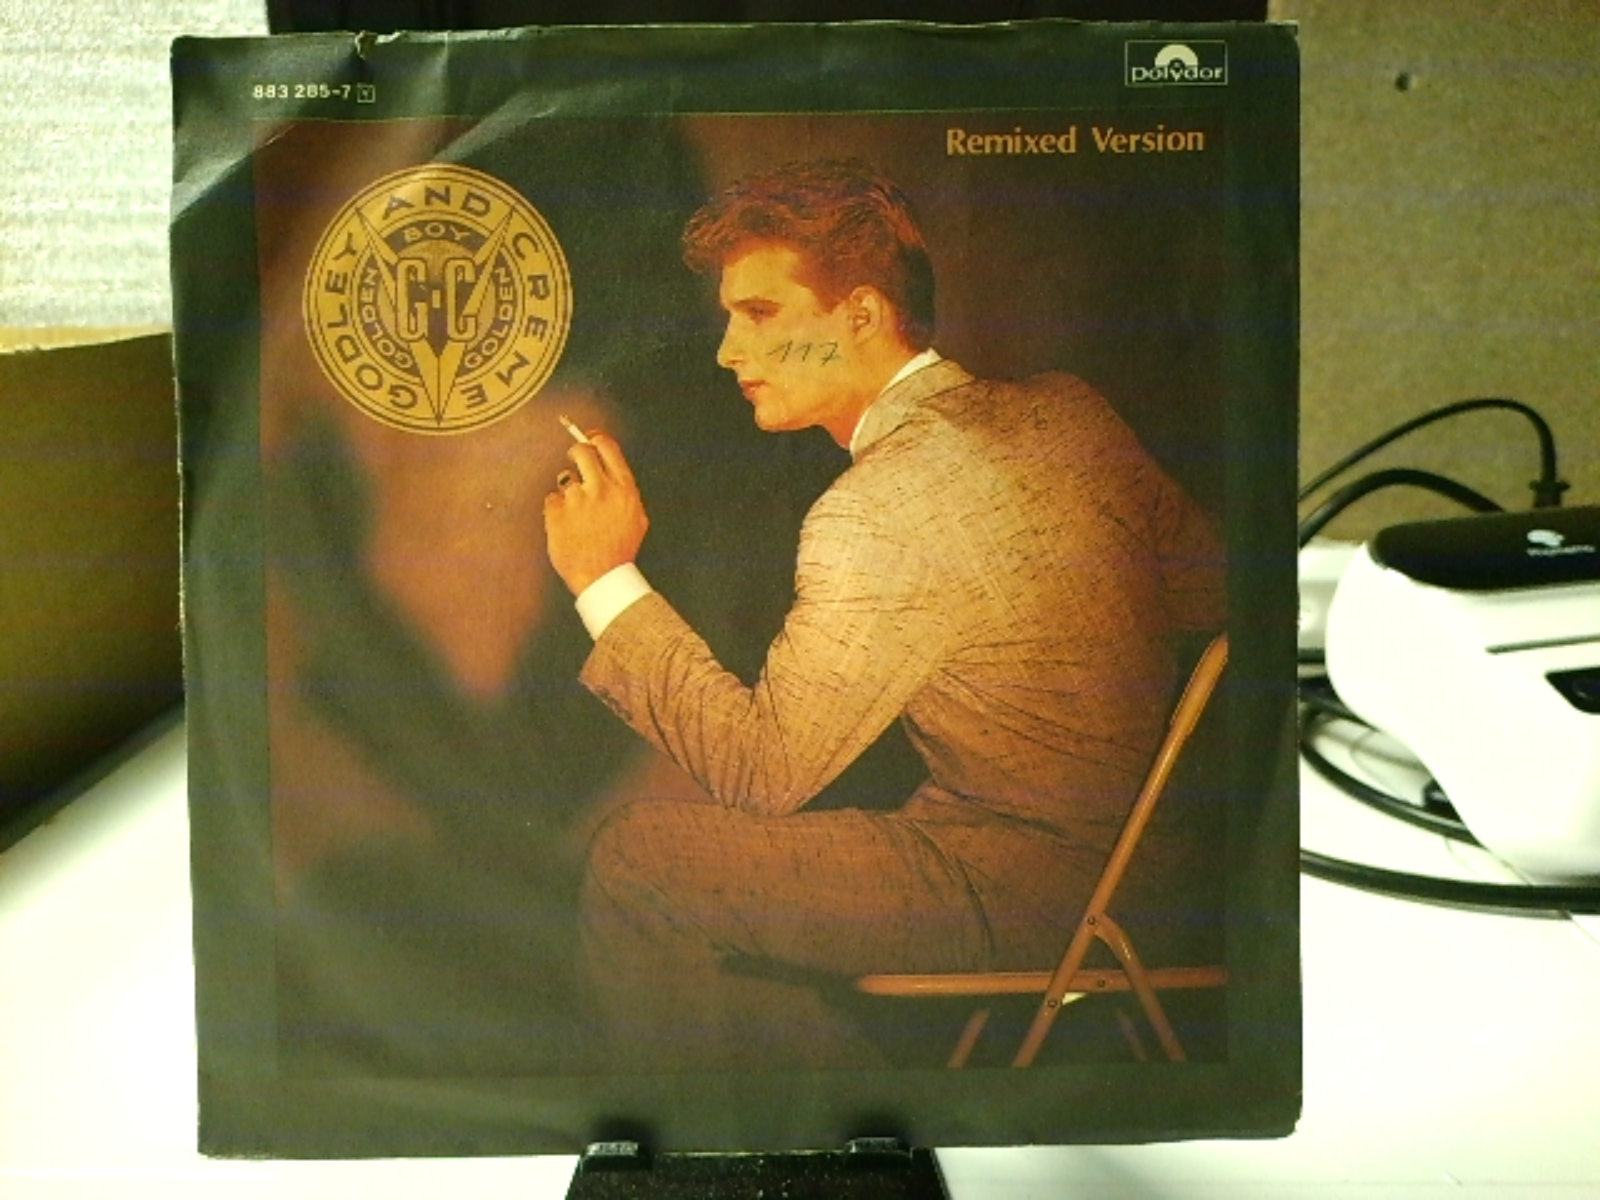 883 285-7 Y
polydor
Remixed Version
GODLEY AND CREME
GOLDEN BOY GOLDEN
G-C
117